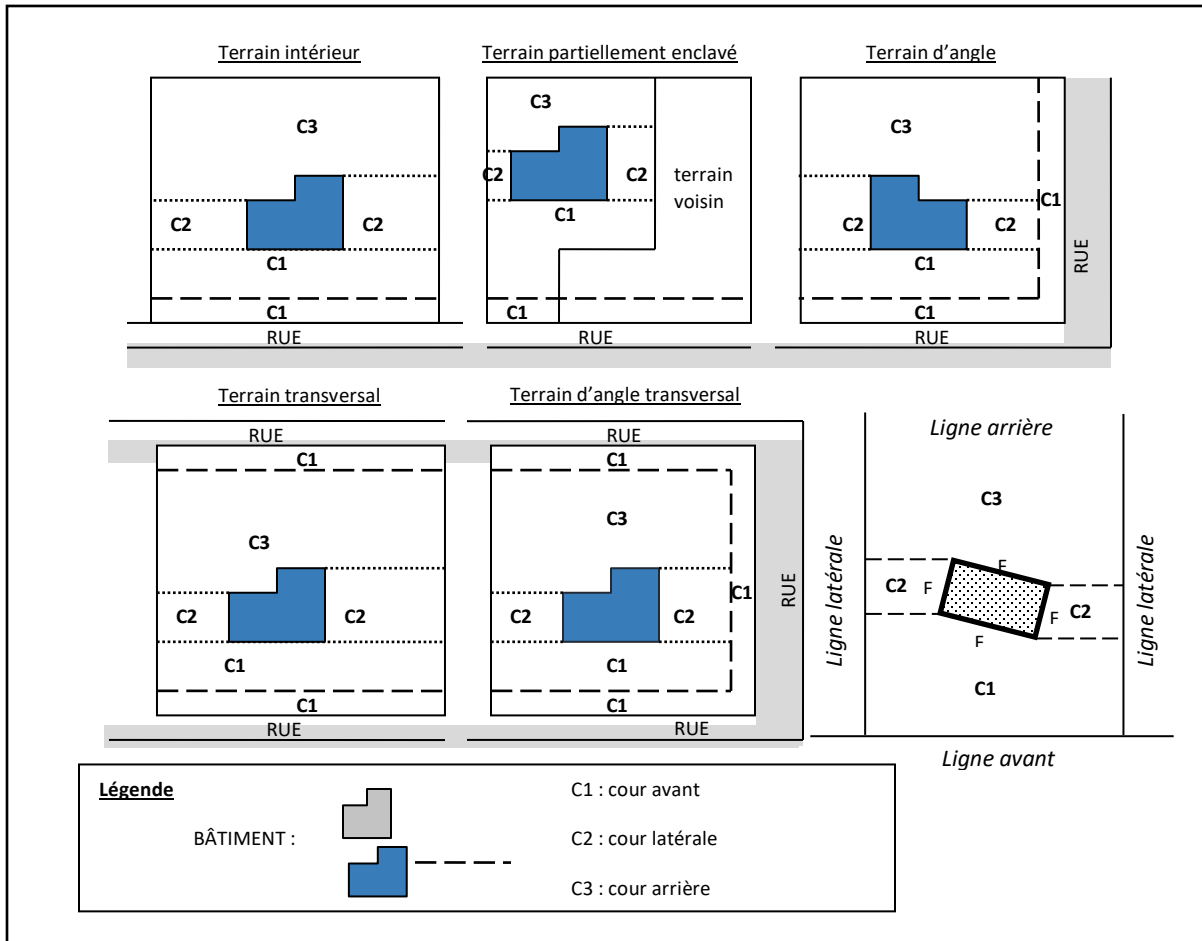 Terrain intérieur
Terrain partiellement enclavé
Terrain d'angle
C3
C2
C2
C1
C1
RUE
C3
C2
C2
C1
terrain
voisin
C1
RUE
C3
C1
C2
C2
C1
C1
RUE
RUE
Terrain transversal
Terrain d'angle transversal
RUE
C1
C3
C2
C2
C1
C1
RUE
RUE
C1
C3
C1
C2
C2
C1
C1
RUE
RUE
Ligne arrière
C3
Ligne latérale
Ligne latérale
F
C2
F
F
C2
F
C1
Ligne avant
Légende
BÂTIMENT :
C1 : cour avant
C2 : cour latérale
C3 : cour arrière